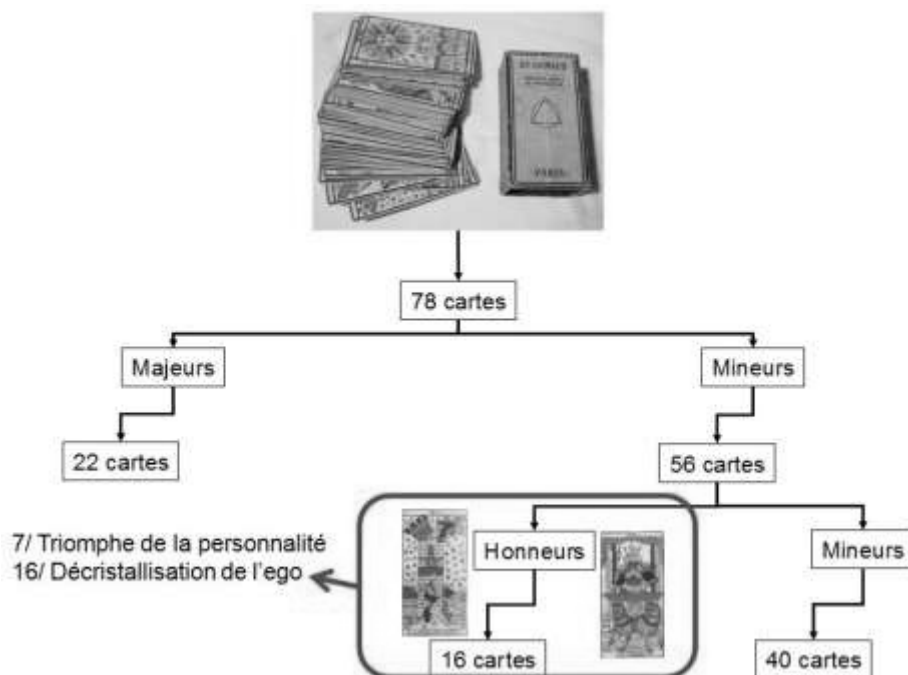 PARIS
78 cartes
Majeurs
Mineurs
22 cartes
56 cartes
7/ Triomphe de la personnalité
16/ Décristallisation de l'ego
Honneurs
Mineurs
16 cartes
40 cartes